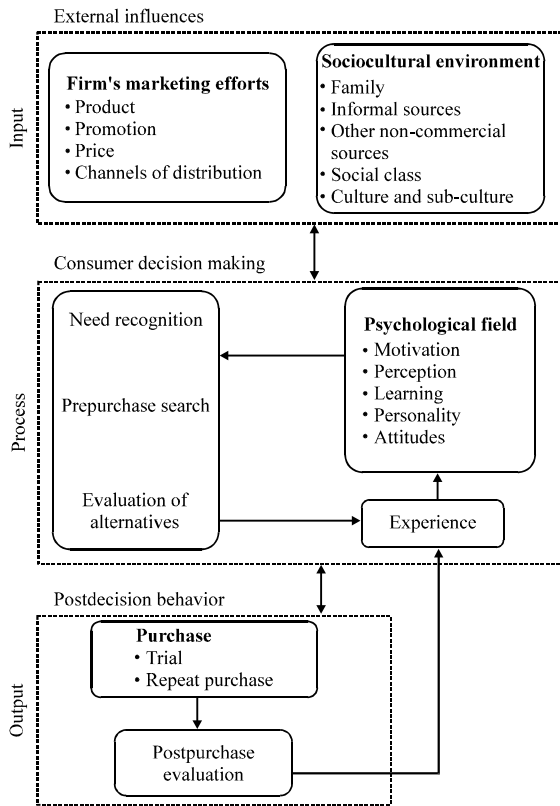 External influences
Input
Firm's marketing efforts
• Product
• Promotion
• Price
• Channels of distribution
Sociocultural environment
• Family
• Informal sources
• Other non-commercial
sources
• Social class
• Culture and sub-culture
Consumer decision making
Process
Need recognition
Prepurchase search
Evaluation of
alternatives
Psychological field
• Motivation
• Perception
• Learning
• Personality
• Attitudes
Experience
Postdecision behavior
Output
Purchase
• Trial
• Repeat purchase
Postpurchase
evaluation